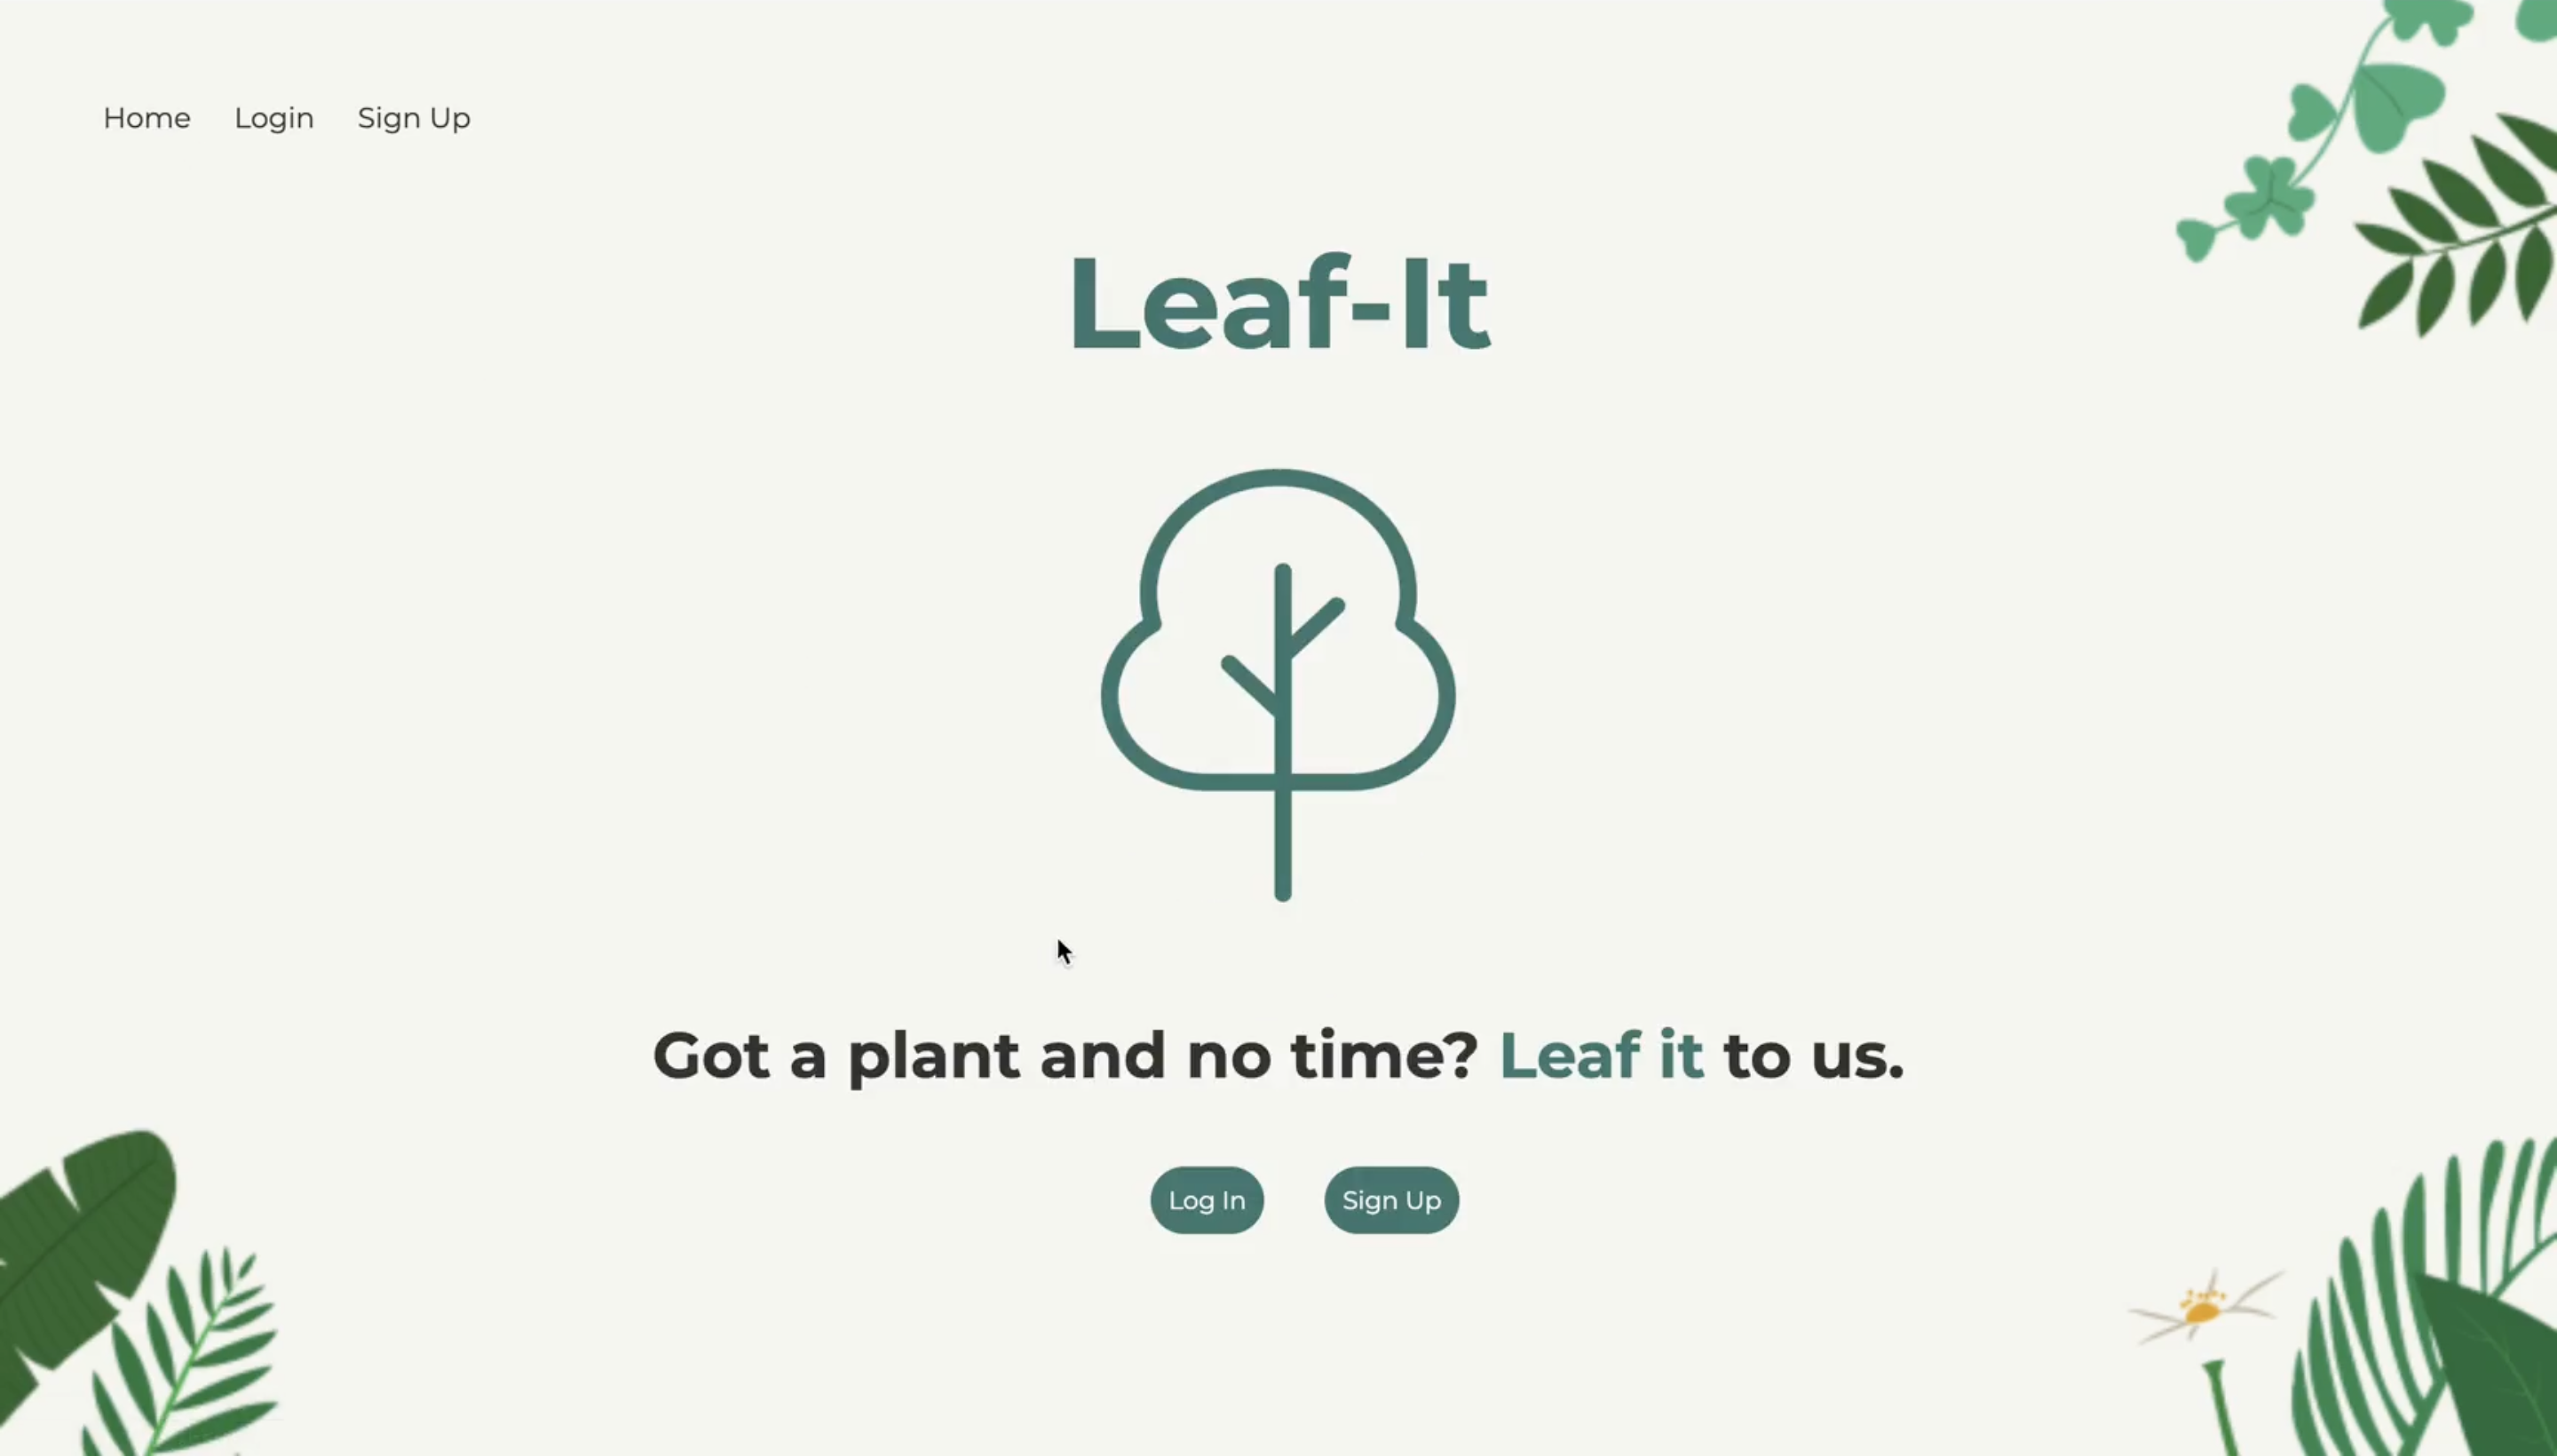 Home Login Sign Up
Leaf-It
Got a plant and no time? Leaf it to us.
Log In Sign Up